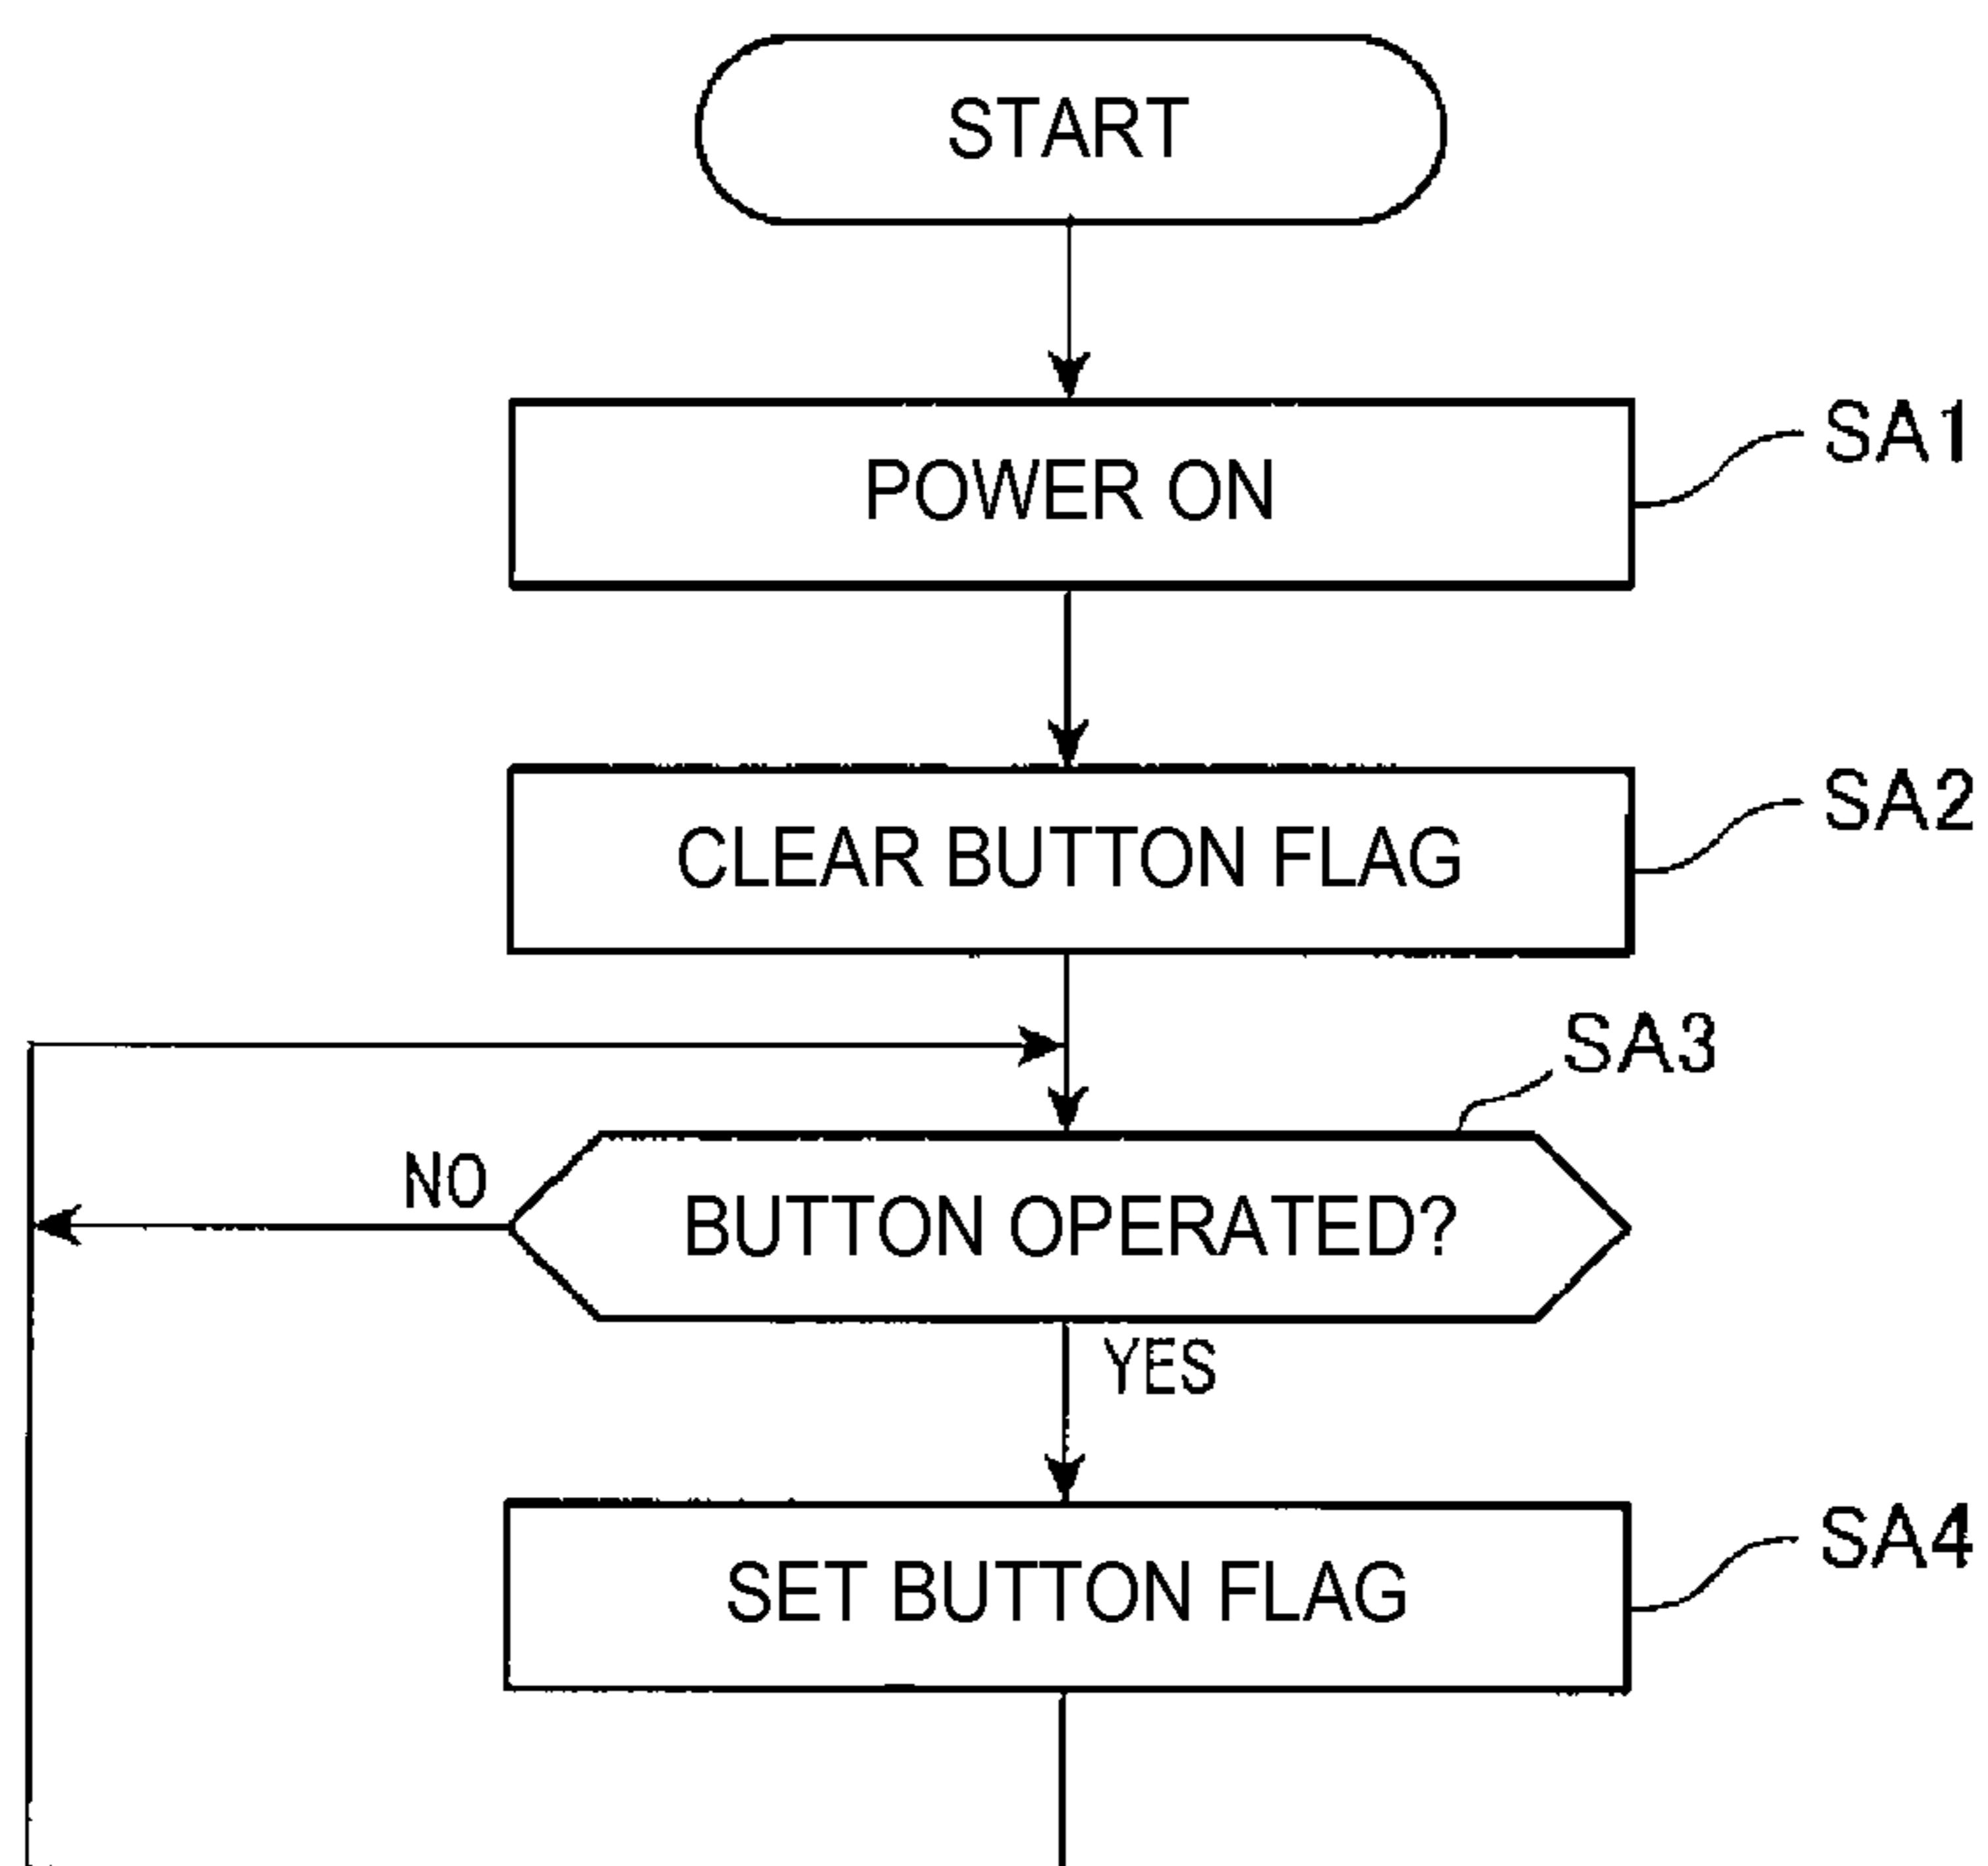 START
POWER ON
SA1
CLEAR BUTTON FLAG
SA2
SA3
NO
BUTTON OPERATED?
YES
SET BUTTON FLAG
SA4